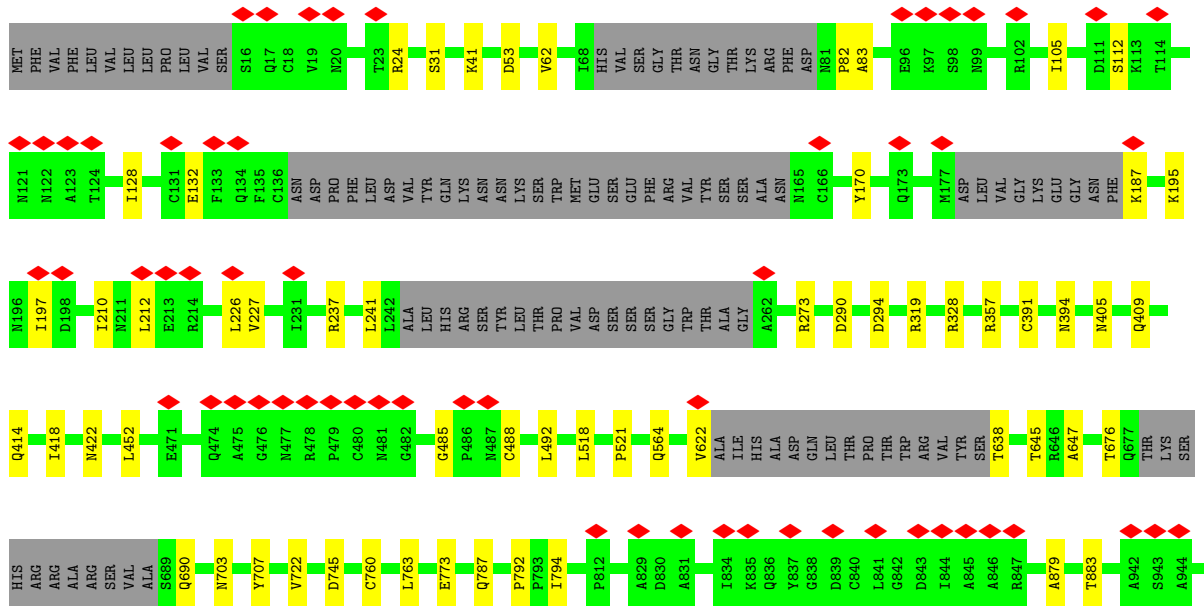 MET PHE VAL PHE LEU VAL LEU LEU PRO LEU VAL SER S16 Q17 C18 V19 N20 T23 R24 S31 K41 D53 V62 I68 HIS VAL SER GLY THR ASN GLY THR LYS ARG PHE ASP N81 P82 A83 E96 K97 S98 N99 R102 I105 D111 S112 K113 T114
N121 N122 A123 T124 I128 C131 E132 F133 Q134 F135 C136 ASN ASP PRO PHE LEU ASP VAL TYR GLN LYS ASN ASN LYS SER TRP MET GLU SER GLU PHE ARG VAL TYR SER SER ALA ASN N165 C166 Y170 Q173 M177 ASP LEU VAL GLY LYS GLU GLY ASN PHE K187 K195
N196 I197 D198 I210 N211 L212 E213 R214 L226 V227 I231 R237 L241 L242 ALA LEU HIS ARG SER TYR LEU THR PRO VAL ASP SER SER SER GLY TRP THR ALA GLY A262 R273 D290 D294 R319 R328 R357 C391 N394 N405 Q409
Q414 I418 N422 L452 E471 Q474 A475 G476 N477 R478 P479 C480 N481 G482 G485 P486 N487 C488 L492 L518 P521 Q564 V622 ALA ILE HIS ALA ASP GLN LEU THR PRO THR TRP ARG VAL TYR SER T638 T645 R646 A647 T676 Q677 THR LYS SER
HIS ARG ARG ALA ARG SER VAL ALA S689 Q690 N703 Y707 V722 D745 C760 L763 E773 Q787 P792 P793 I794 P812 A829 D830 A831 I834 K835 Q836 Y837 G838 D839 C840 L841 G842 D843 I844 A845 A846 R847 A879 T883 A942 S943 A944